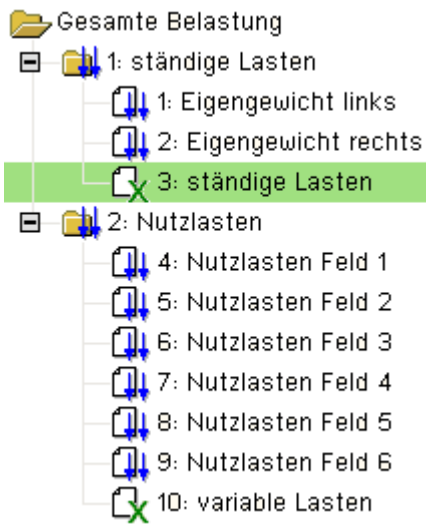 Gesamte Belastung
1: ständige Lasten
1: Eigengewicht links
2: Eigengewicht rechts
3: ständige Lasten
2: Nutzlasten
4: Nutzlasten Feld 1
5: Nutzlasten Feld 2
6: Nutzlasten Feld 3
7: Nutzlasten Feld 4
8: Nutzlasten Feld 5
9: Nutzlasten Feld 6
10: variable Lasten